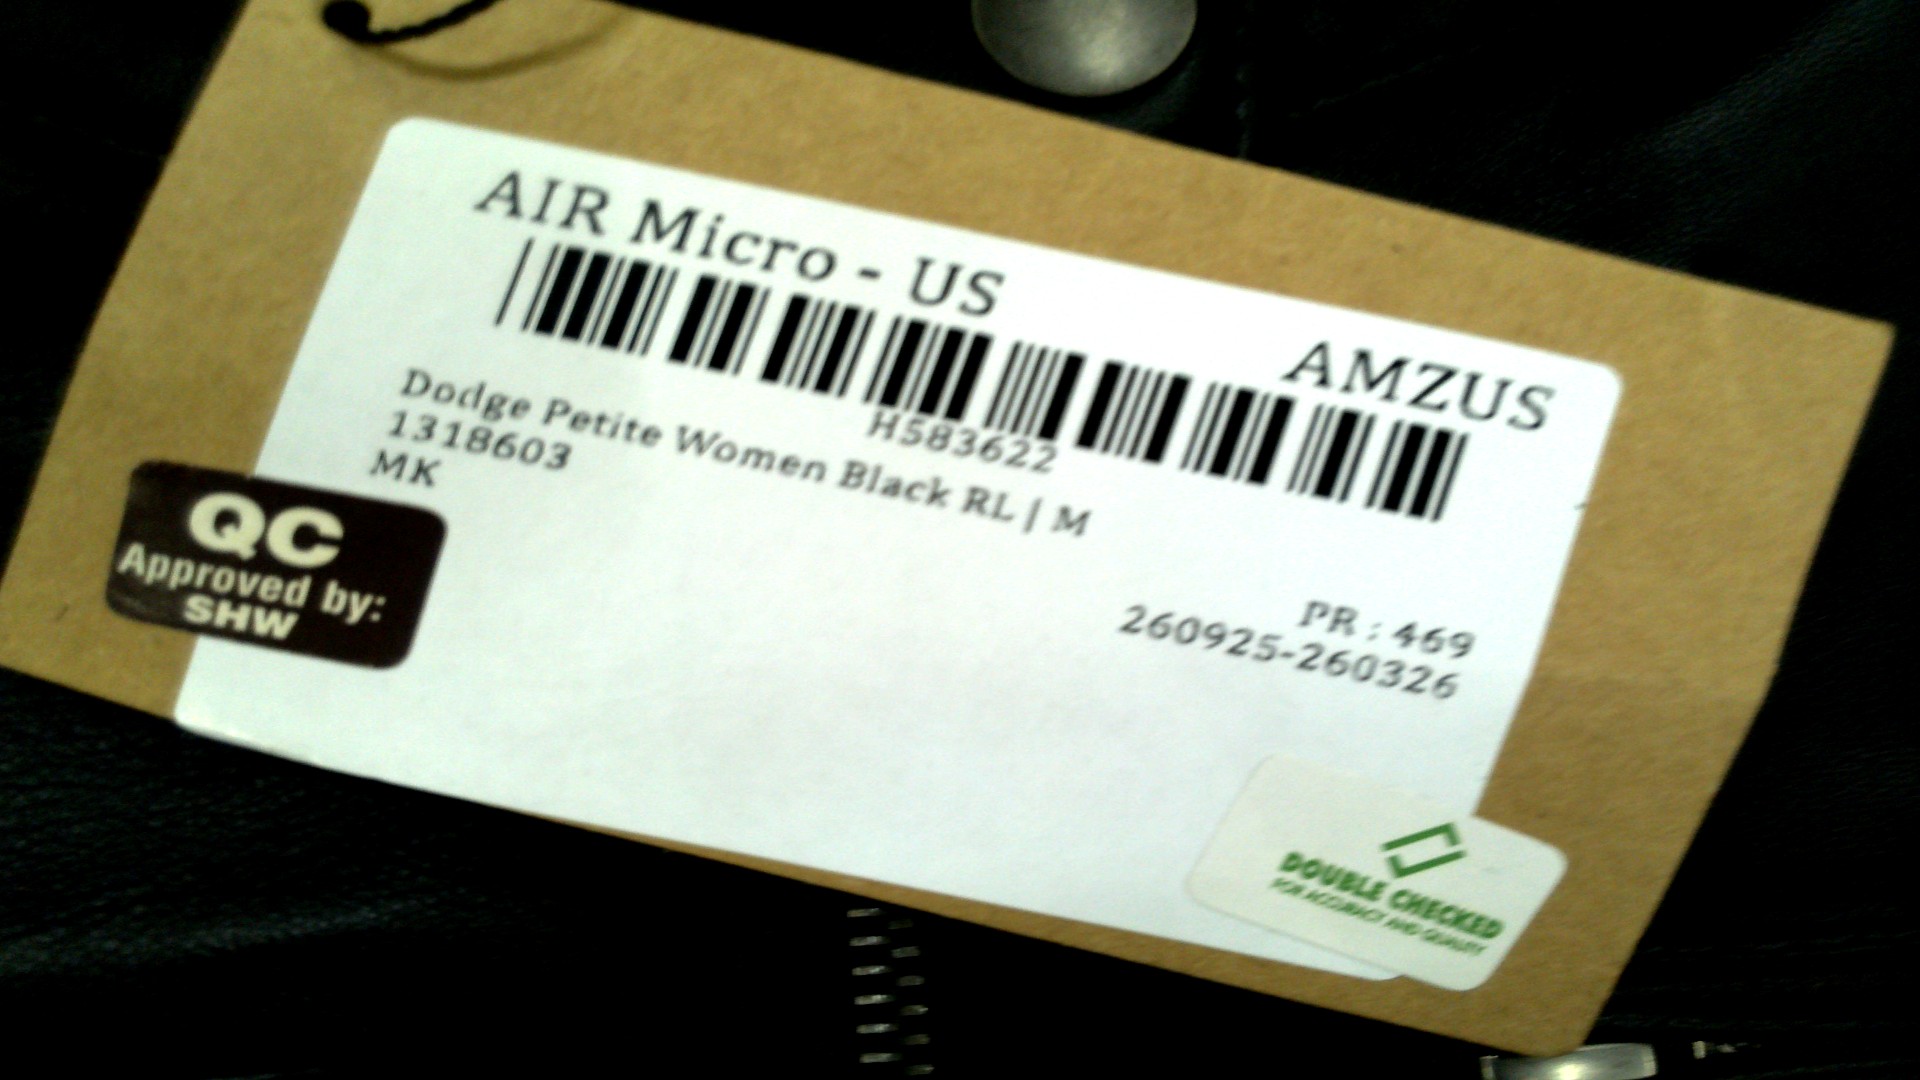 AIR Micro - US
AMZUS
H583622
Dodge Petite Women Black RL | M
1318603
MK
QC
Approved by:
SHW
PR : 469
260925-260326
DOUBLE CHECKED
FOR ACCURACY AND QUALITY